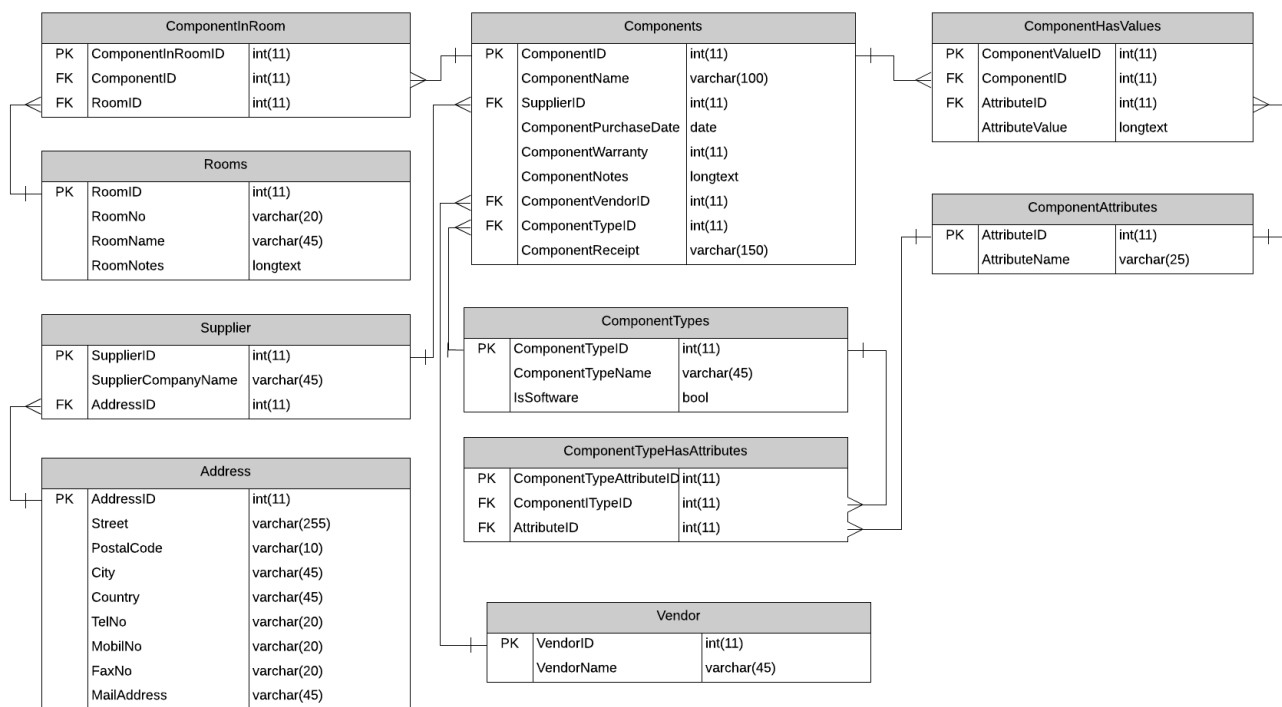 ComponentInRoom
PK ComponentInRoomID int(11)
FK ComponentID int(11)
FK RoomID int(11)
Rooms
PK RoomID int(11)
RoomNo varchar(20)
RoomName varchar(45)
RoomNotes longtext
Supplier
PK SupplierID int(11)
SupplierCompanyName varchar(45)
FK AddressID int(11)
Address
PK AddressID int(11)
Street varchar(255)
PostalCode varchar(10)
City varchar(45)
Country varchar(45)
TelNo varchar(20)
MobilNo varchar(20)
FaxNo varchar(20)
MailAddress varchar(45)
Components
PK ComponentID int(11)
ComponentName varchar(100)
FK SupplierID int(11)
ComponentPurchaseDate date
ComponentWarranty int(11)
ComponentNotes longtext
FK ComponentVendorID int(11)
FK ComponentTypeID int(11)
ComponentReceipt varchar(150)
ComponentTypes
PK ComponentTypeID int(11)
ComponentTypeName varchar(45)
IsSoftware bool
ComponentTypeHasAttributes
PK ComponentTypeAttributeID int(11)
FK ComponentITypeID int(11)
FK AttributeID int(11)
Vendor
PK VendorID int(11)
VendorName varchar(45)
ComponentHasValues
PK ComponentValueID int(11)
FK ComponentID int(11)
FK AttributeID int(11)
AttributeValue longtext
ComponentAttributes
PK AttributeID int(11)
AttributeName varchar(25)